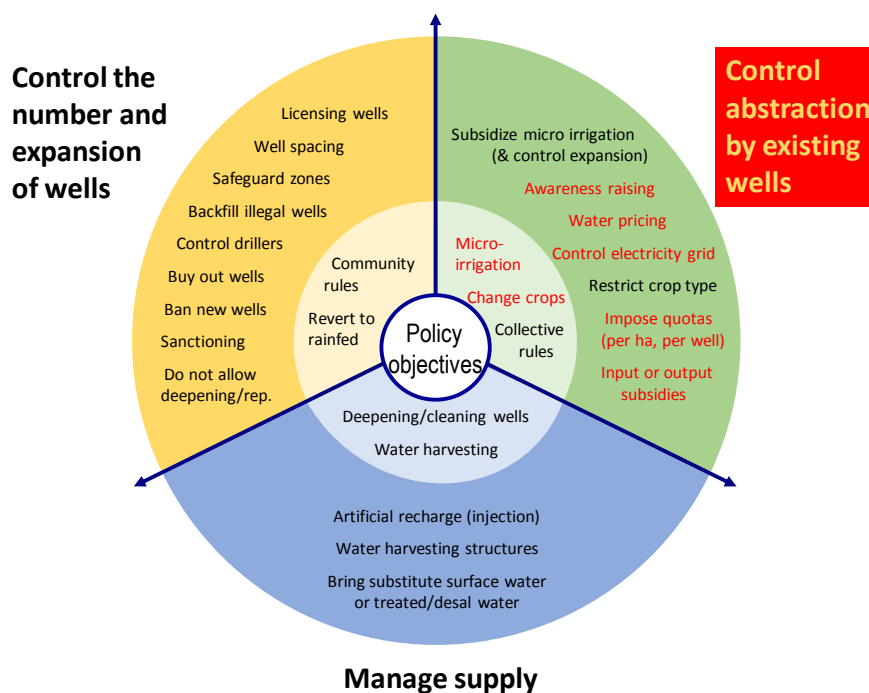 Control the
number and
expansion
of wells
Licensing wells
Well spacing
Safeguard zones
Backfill illegal wells
Control drillers
Buy out wells
Ban new wells
Sanctioning
Do not allow
deepening/rep.
Community
rules
Revert to
rainfed
Control
abstraction
by existing
wells
Subsidize micro irrigation
(& control expansion)
Awareness raising
Water pricing
Control electricity grid
Restrict crop type
Impose quotas
(per ha, per well)
Input or output
subsidies
Micro-
irrigation
Change crops
Collective
rules
Policy
objectives
Deepening/cleaning wells
Water harvesting
Artificial recharge (injection)
Water harvesting structures
Bring substitute surface water
or treated/desal water
Manage supply